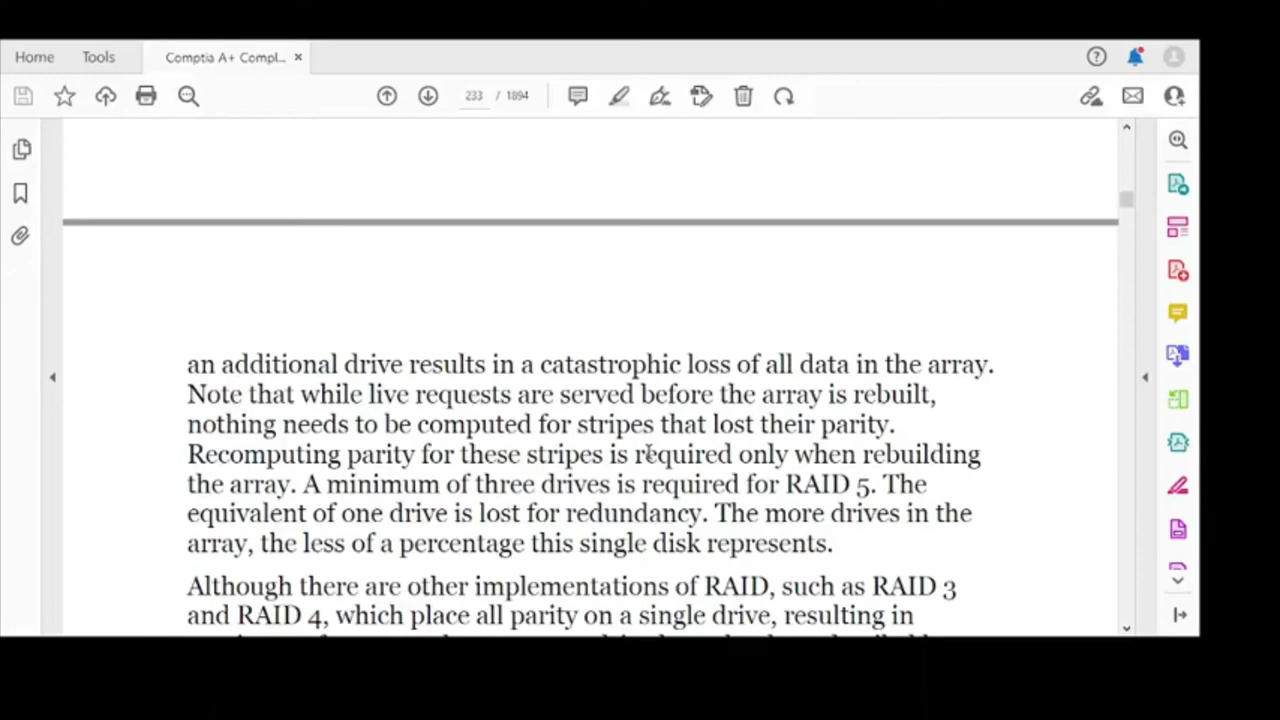 Home Tools Comptia A+ Compl...
233 / 1894
an additional drive results in a catastrophic loss of all data in the array.
Note that while live requests are served before the array is rebuilt,
nothing needs to be computed for stripes that lost their parity.
Recomputing parity for these stripes is required only when rebuilding
the array. A minimum of three drives is required for RAID 5. The
equivalent of one drive is lost for redundancy. The more drives in the
array, the less of a percentage this single disk represents.
Although there are other implementations of RAID, such as RAID 3
and RAID 4, which place all parity on a single drive, resulting in